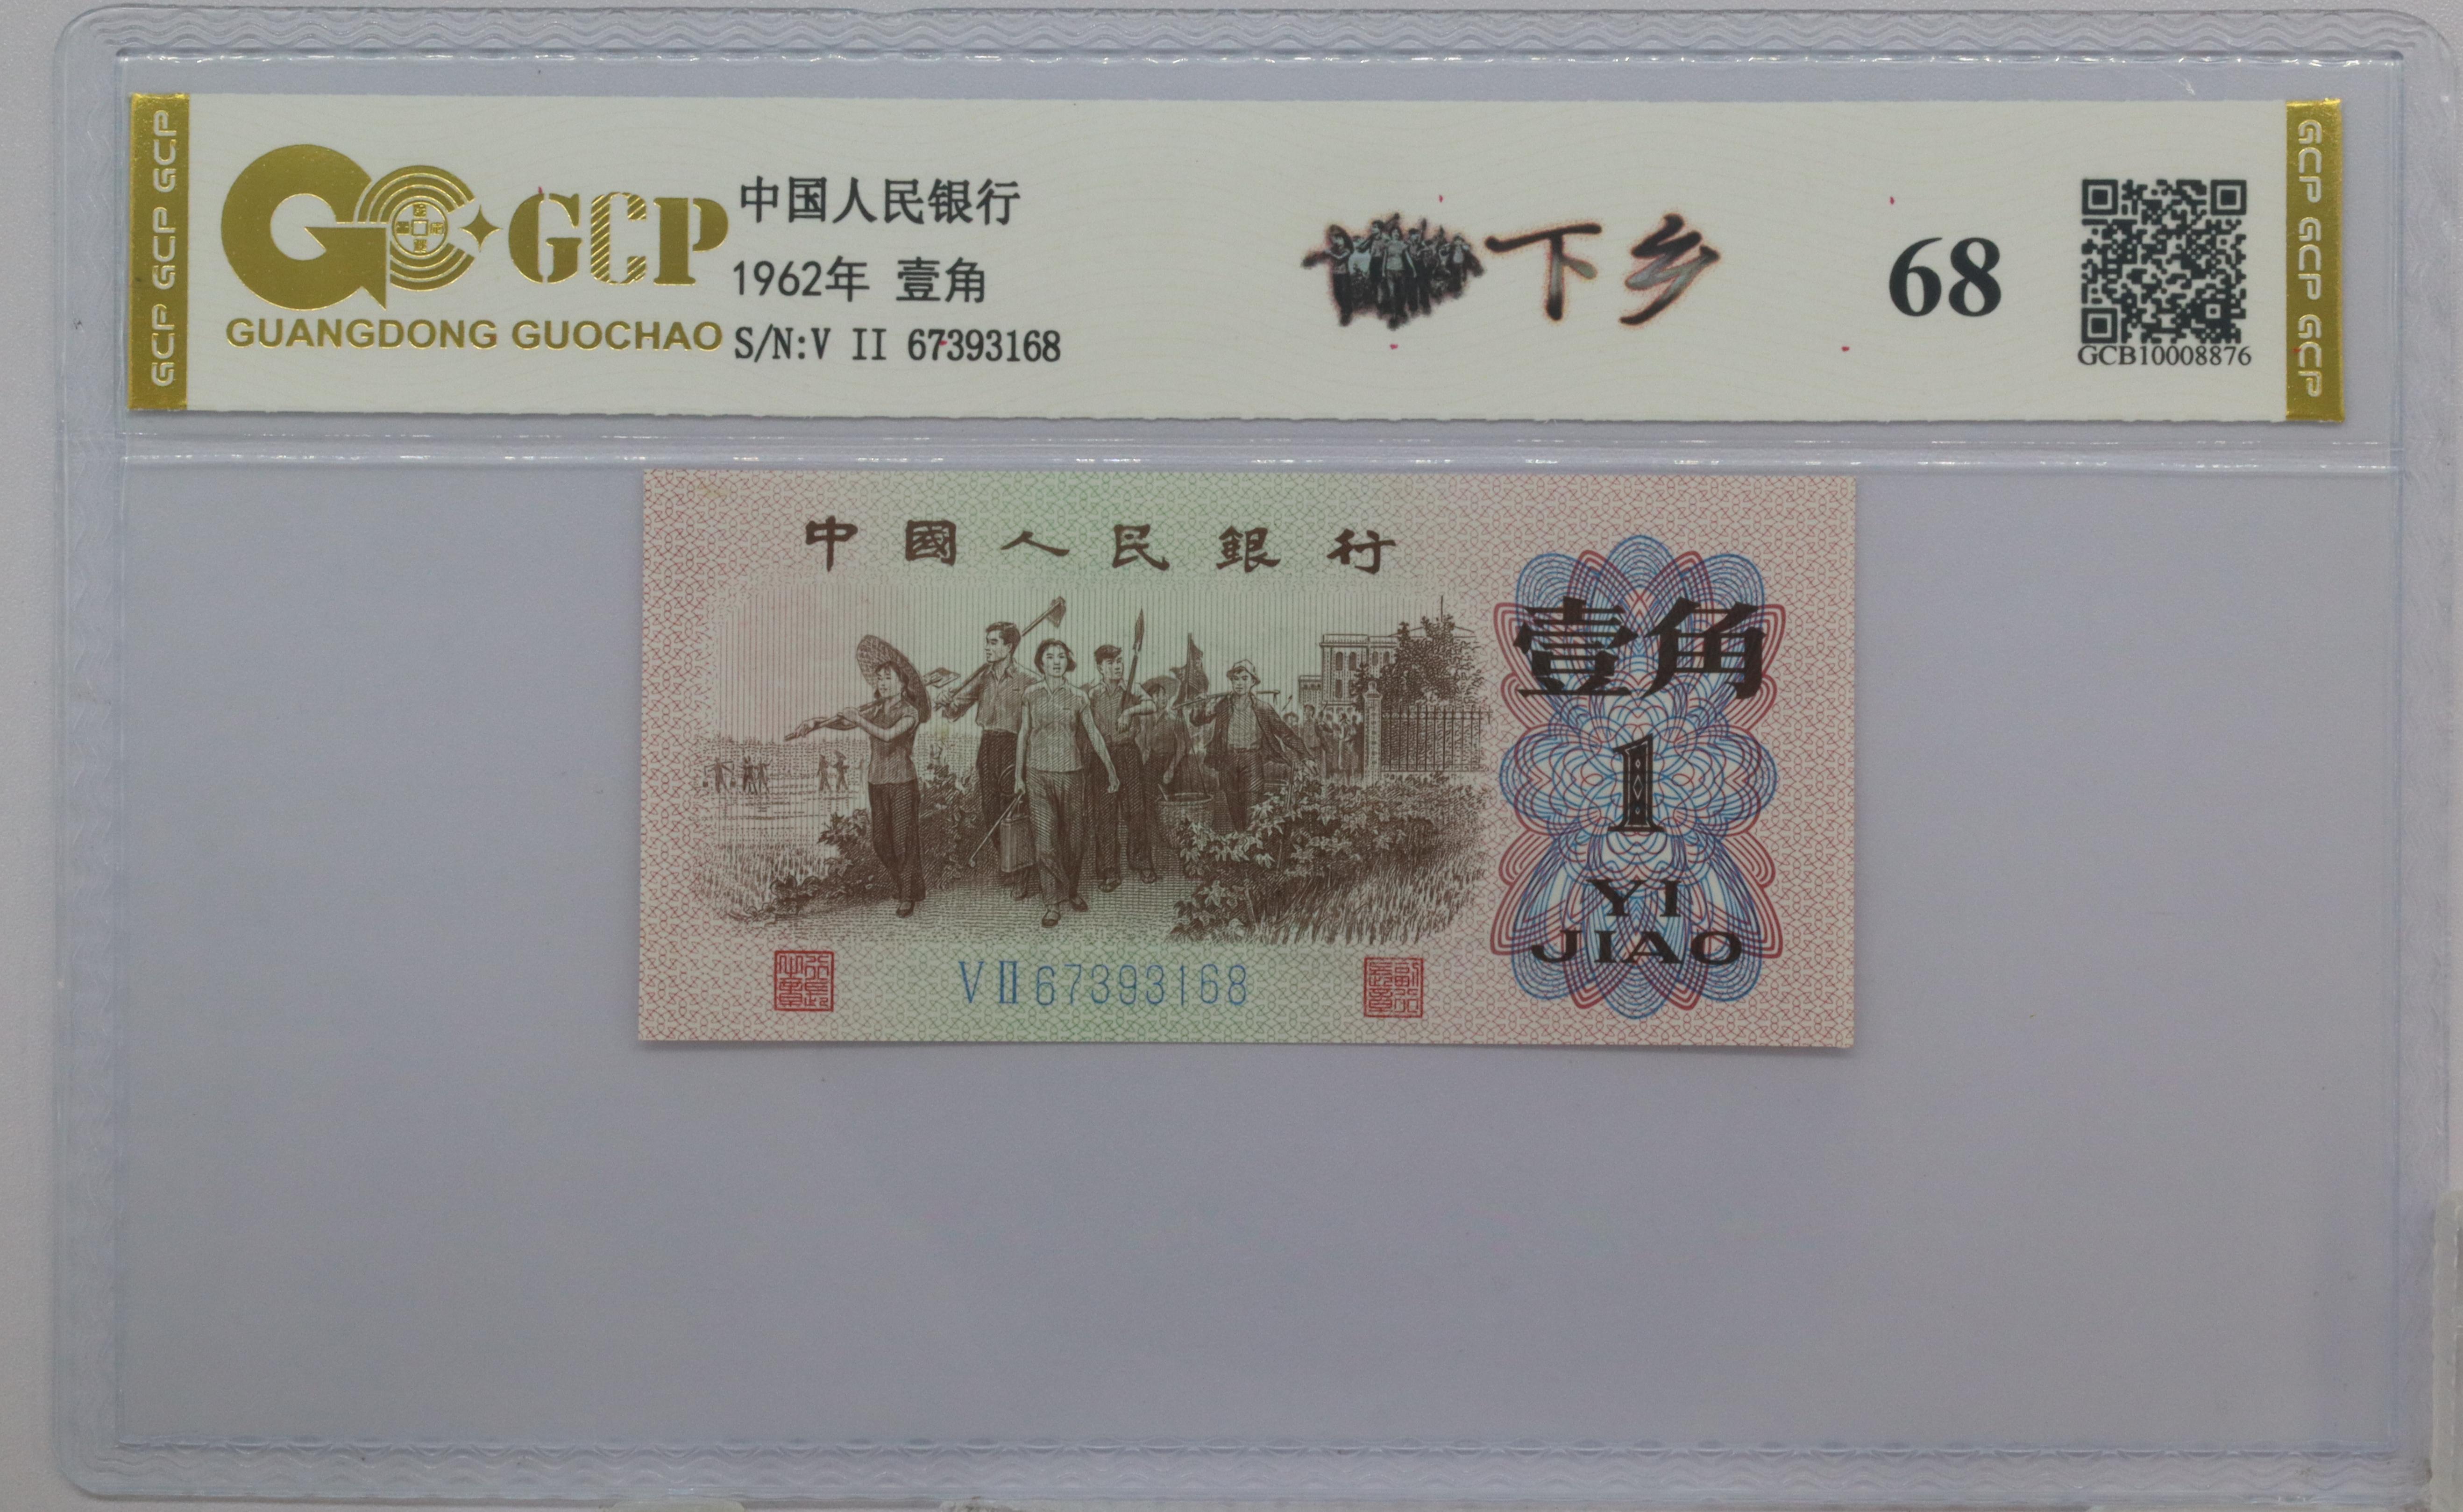 GCP GCP GCP
GCP
GUANGDONG GUOCHAO
中国人民银行
1962年 壹角
S/N:V II 67393168
下乡
68
GCB10008876
GCP GCP GCP
中國人民銀行
壹角
1
YI
JIAO
V II 67393168